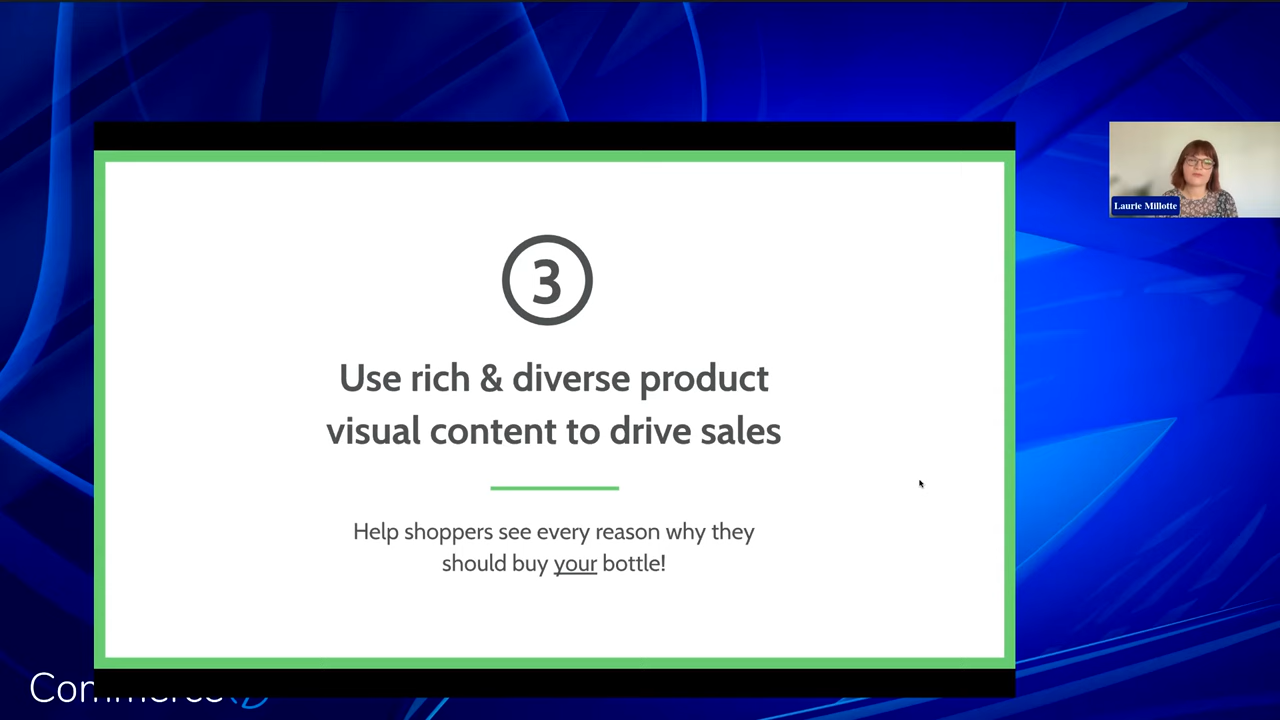 3
Use rich & diverse product
visual content to drive sales
Help shoppers see every reason why they
should buy your bottle!
Laurie Millotte
Commerce